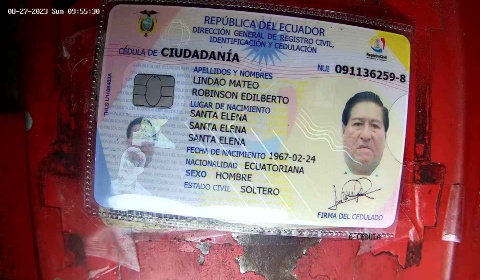 08-27-2023 Sun 09:55:30
REPÚBLICA DEL ECUADOR
DIRECCIÓN GENERAL DE REGISTRO CIVIL,
IDENTIFICACIÓN Y CEDULACIÓN
CÉDULA DE CIUDADANÍA
NUI 091136259-8
APELLIDOS Y NOMBRES
LINDAO MATEO
ROBINSON EDILBERTO
LUGAR DE NACIMIENTO
SANTA ELENA
SANTA ELENA
SANTA ELENA
FECHA DE NACIMIENTO 1967-02-24
NACIONALIDAD ECUATORIANA
SEXO HOMBRE
ESTADO CIVIL SOLTERO
FIRMA DEL CEDULADO